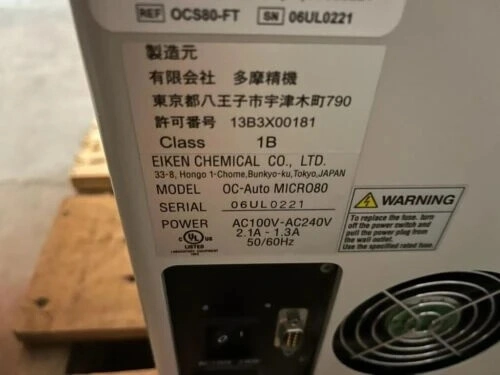 REF OCS80-FT SN 06UL0221
製造元
有限会社 多摩精機
東京都八王子市宇津木町790
許可番号 13B3X00181
Class 1B
EIKEN CHEMICAL CO., LTD.
33-8, Hongo 1-Chome,Bunkyo-ku,Tokyo,JAPAN
MODEL OC-Auto MICRO80
SERIAL 06UL0221
POWER AC100V-AC240V
2.1A - 1.3A
50/60Hz
C UL US
LISTED
WARNING
To replace the fuse, turn
off the power switch and
pull the power plug from
the wall outlet.
Use the specified rated fuse.